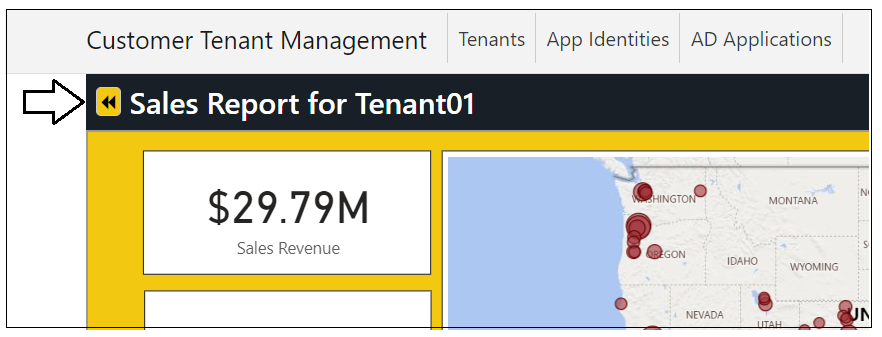 Customer Tenant Management
Tenants
App Identities
AD Applications
Sales Report for Tenant01
$29.79M
Sales Revenue
WASHINGTON
MONTANA
OREGON
IDAHO
WYOMING
NEVADA
UTAH
UN